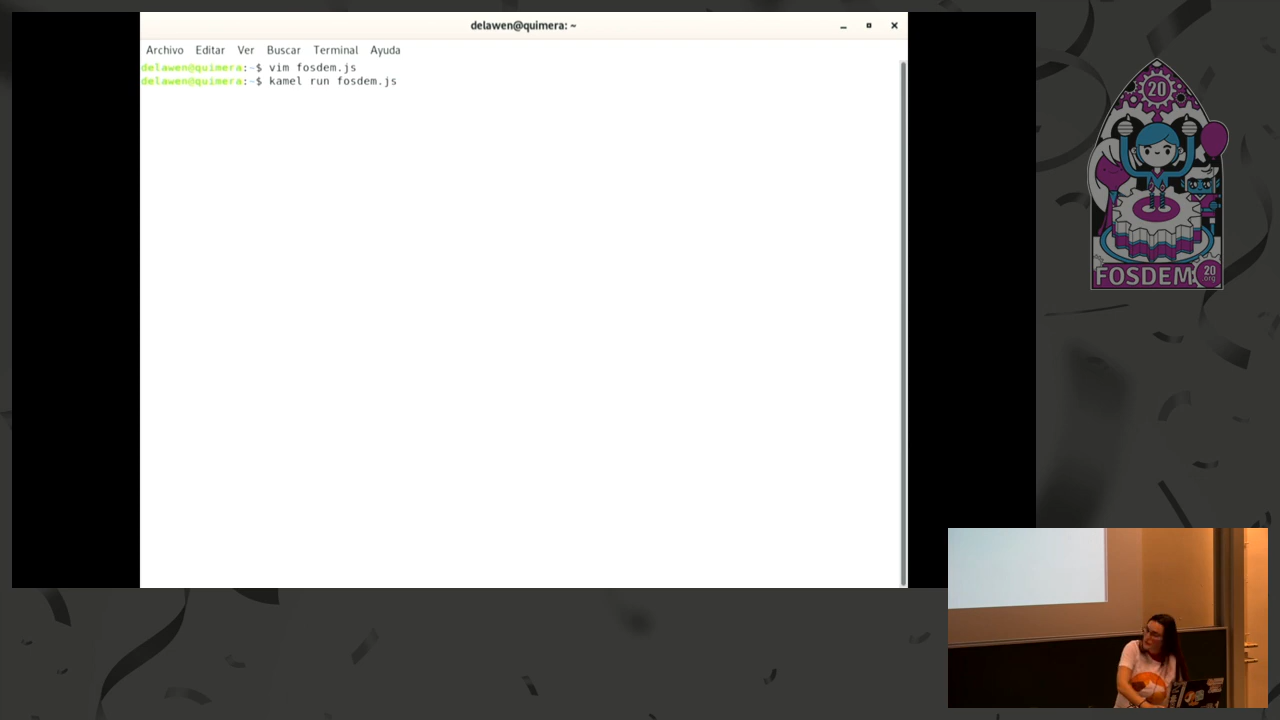 delawen@quimera: ~
Archivo Editar Ver Buscar Terminal Ayuda
delawen@quimera:~$ vim fosdem.js
delawen@quimera:~$ kamel run fosdem.js
20
FOSDEM
20
.org